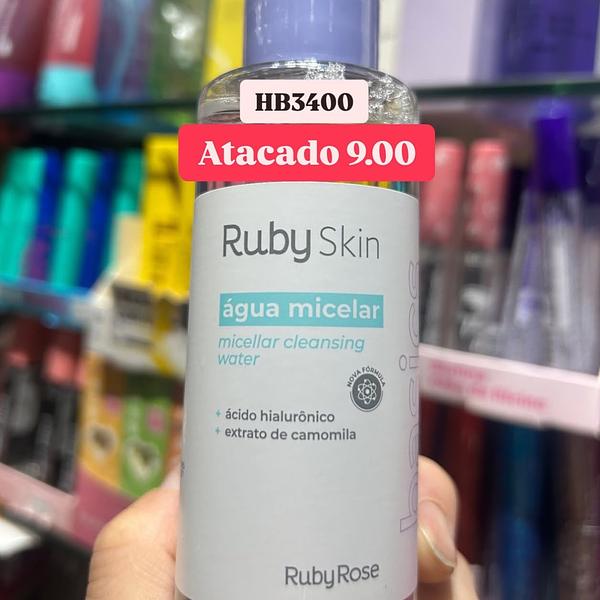 HB3400
Atacado 9.00
Ruby Skin
água micelar
micellar cleansing
water
NOVA FÓRMULA
+ ácido hialurônico
+ extrato de camomila
basics
RubyRose